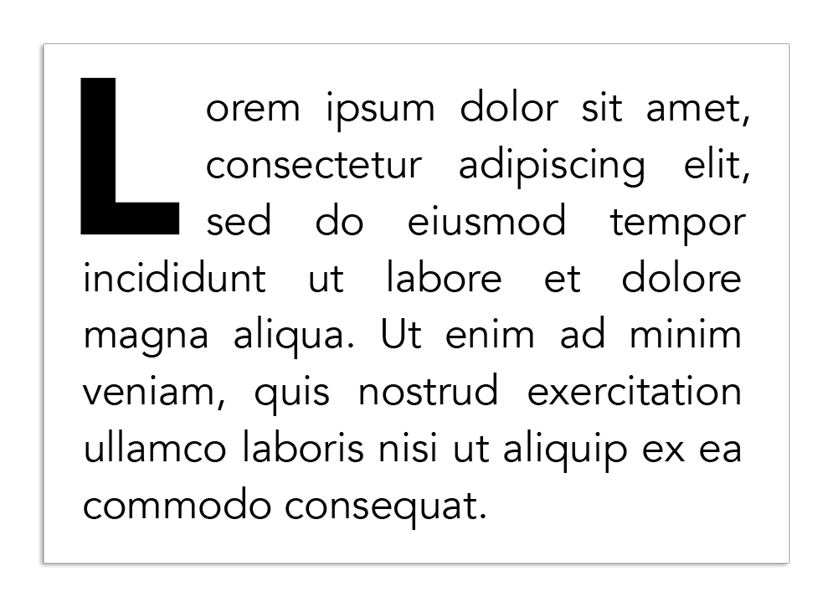 Lorem ipsum dolor sit amet,
consectetur adipiscing elit,
sed do eiusmod tempor
incididunt ut labore et dolore
magna aliqua. Ut enim ad minim
veniam, quis nostrud exercitation
ullamco laboris nisi ut aliquip ex ea
commodo consequat.